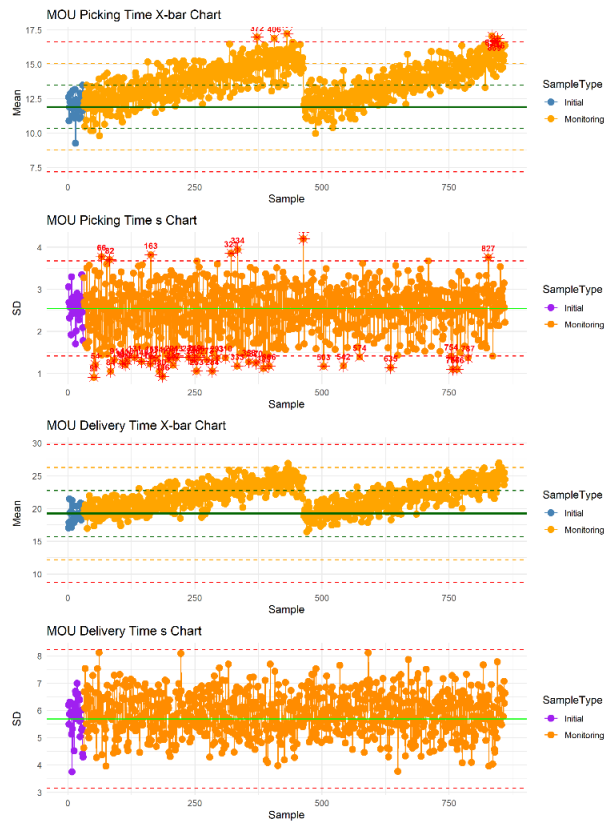 MOU Picking Time X-bar Chart
17.5
15.0
12.5
10.0
7.5
Mean
372
406
0
250
500
750
Sample
SampleType
Initial
Monitoring
MOU Picking Time s Chart
4
3
2
1
SD
66
82
163
334
827
503
542
574
635
754
787
0
250
500
750
Sample
SampleType
Initial
Monitoring
MOU Delivery Time X-bar Chart
30
25
20
15
10
Mean
0
250
500
750
Sample
SampleType
Initial
Monitoring
MOU Delivery Time s Chart
8
7
6
5
4
3
SD
0
250
500
750
Sample
SampleType
Initial
Monitoring